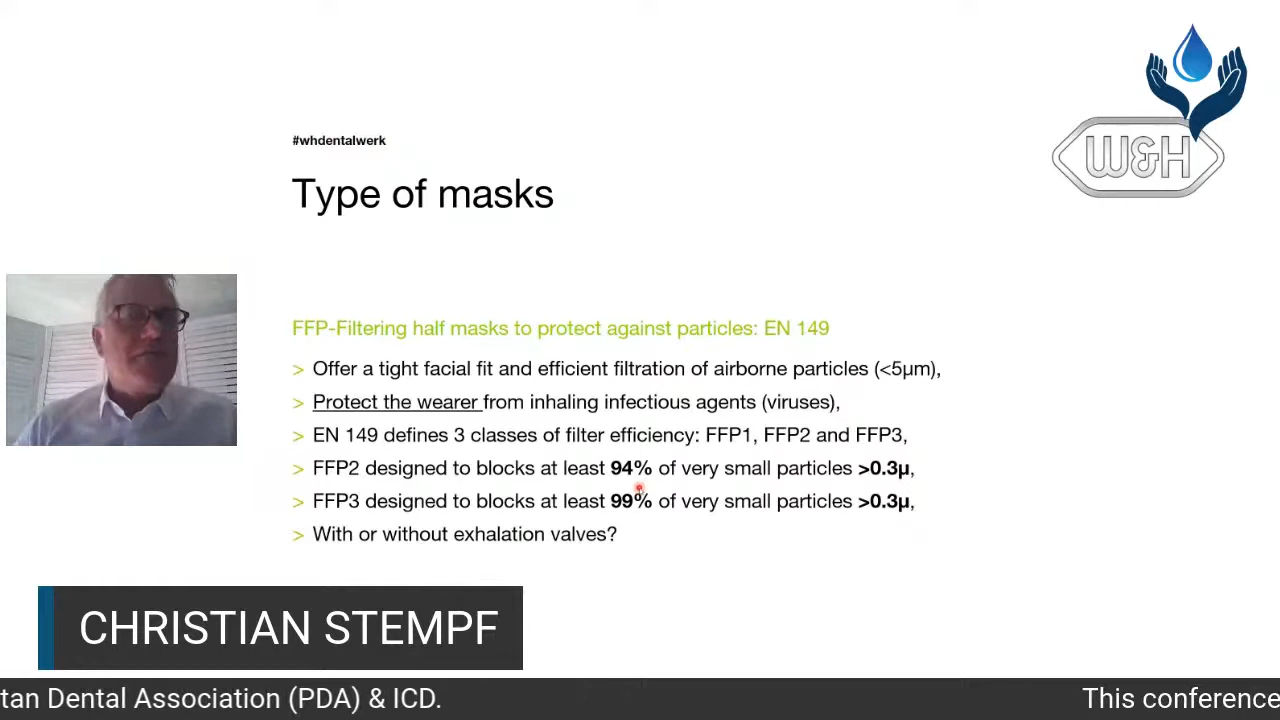 #whdentalwerk
W&H
Type of masks
FFP-Filtering half masks to protect against particles: EN 149
> Offer a tight facial fit and efficient filtration of airborne particles (<5µm),
> Protect the wearer from inhaling infectious agents (viruses),
> EN 149 defines 3 classes of filter efficiency: FFP1, FFP2 and FFP3,
> FFP2 designed to blocks at least 94% of very small particles >0.3µ,
> FFP3 designed to blocks at least 99% of very small particles >0.3µ,
> With or without exhalation valves?
CHRISTIAN STEMPF
tan Dental Association (PDA) & ICD. This conference